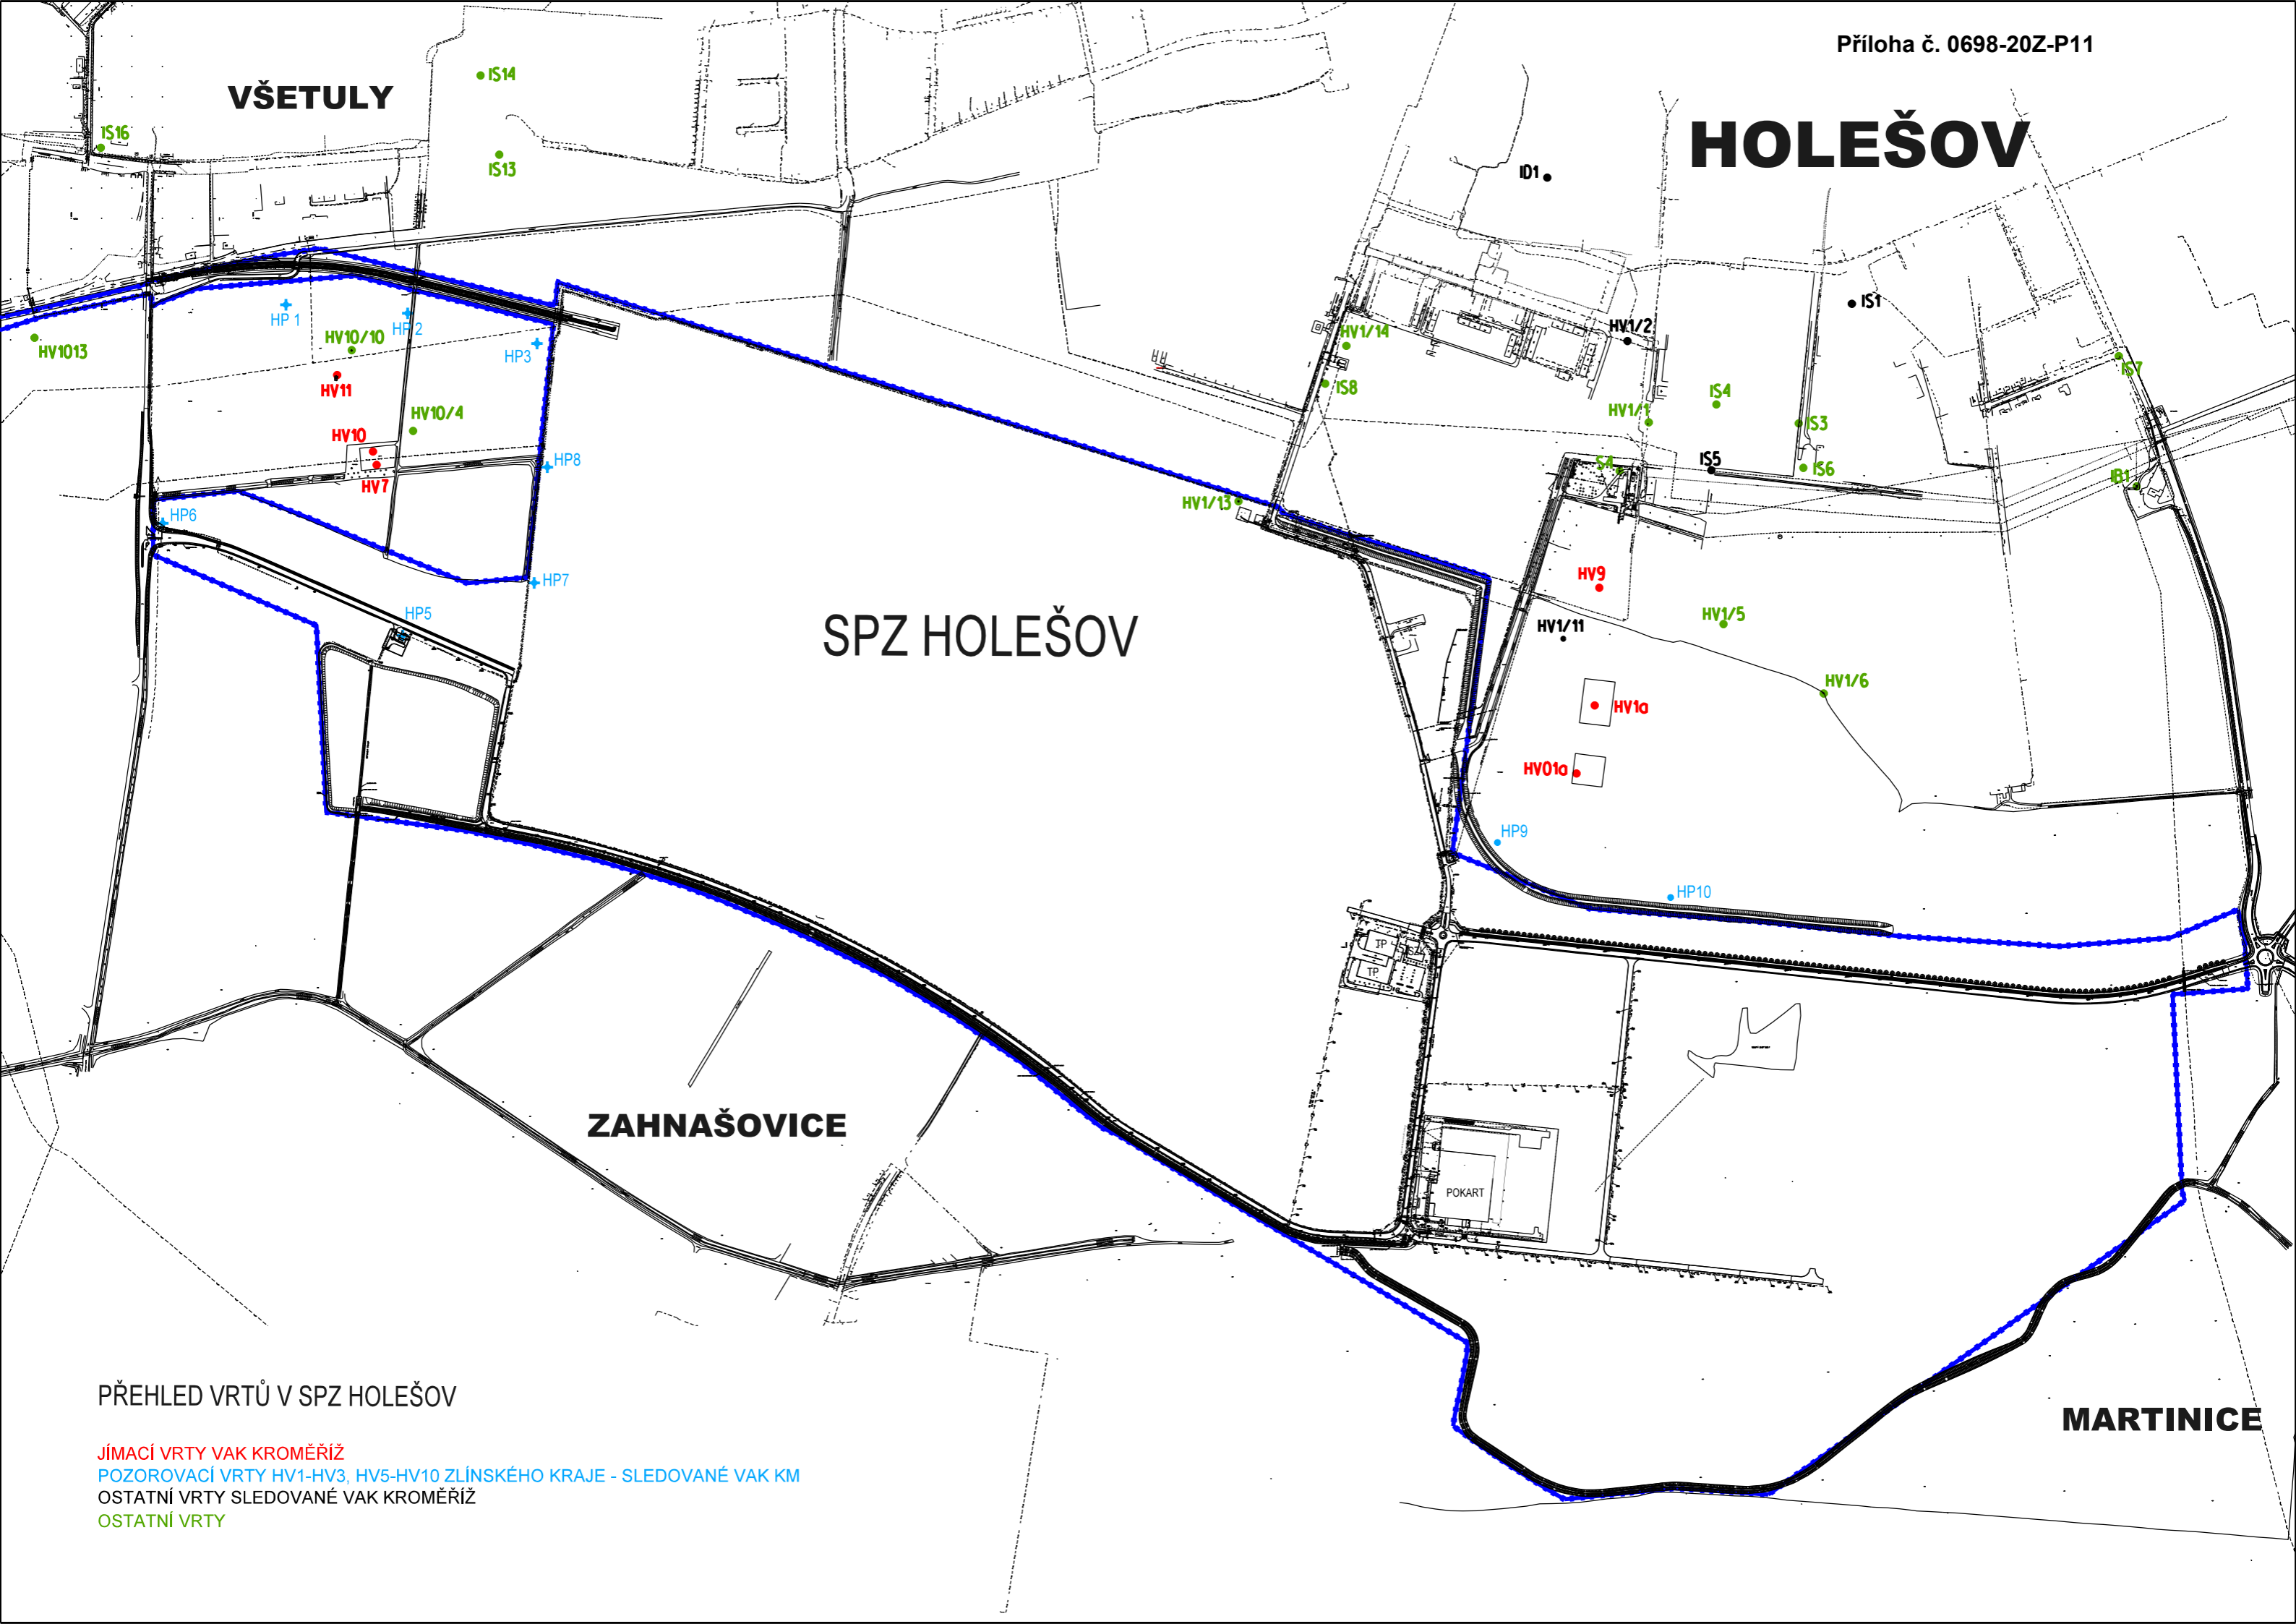 Příloha č. 0698-20Z-P11
IS14
VŠETULY
HOLEŠOV
IS16
IS13
ID1
IS1
HP 1
HP 2
HV1013
HV10/10
HP3
HV1/14
HV1/2
HV11
IS8
IS7
IS4
HV10/4
HV1/1
IS3
HV10
HP8
S4
IS5
IS6
IB1
HV7
HV1/13
HP6
HP7
HV9
HP5
HV1/5
SPZ HOLEŠOV
HV1/11
HV1/6
HV1a
HV01a
HP9
HP10
TP
TP
ZAHNAŠOVICE
POKART
PŘEHLED VRTŮ V SPZ HOLEŠOV
MARTINICE
JÍMACÍ VRTY VAK KROMĚŘÍŽ
POZOROVACÍ VRTY HV1-HV3, HV5-HV10 ZLÍNSKÉHO KRAJE - SLEDOVANÉ VAK KM
OSTATNÍ VRTY SLEDOVANÉ VAK KROMĚŘÍŽ
OSTATNÍ VRTY